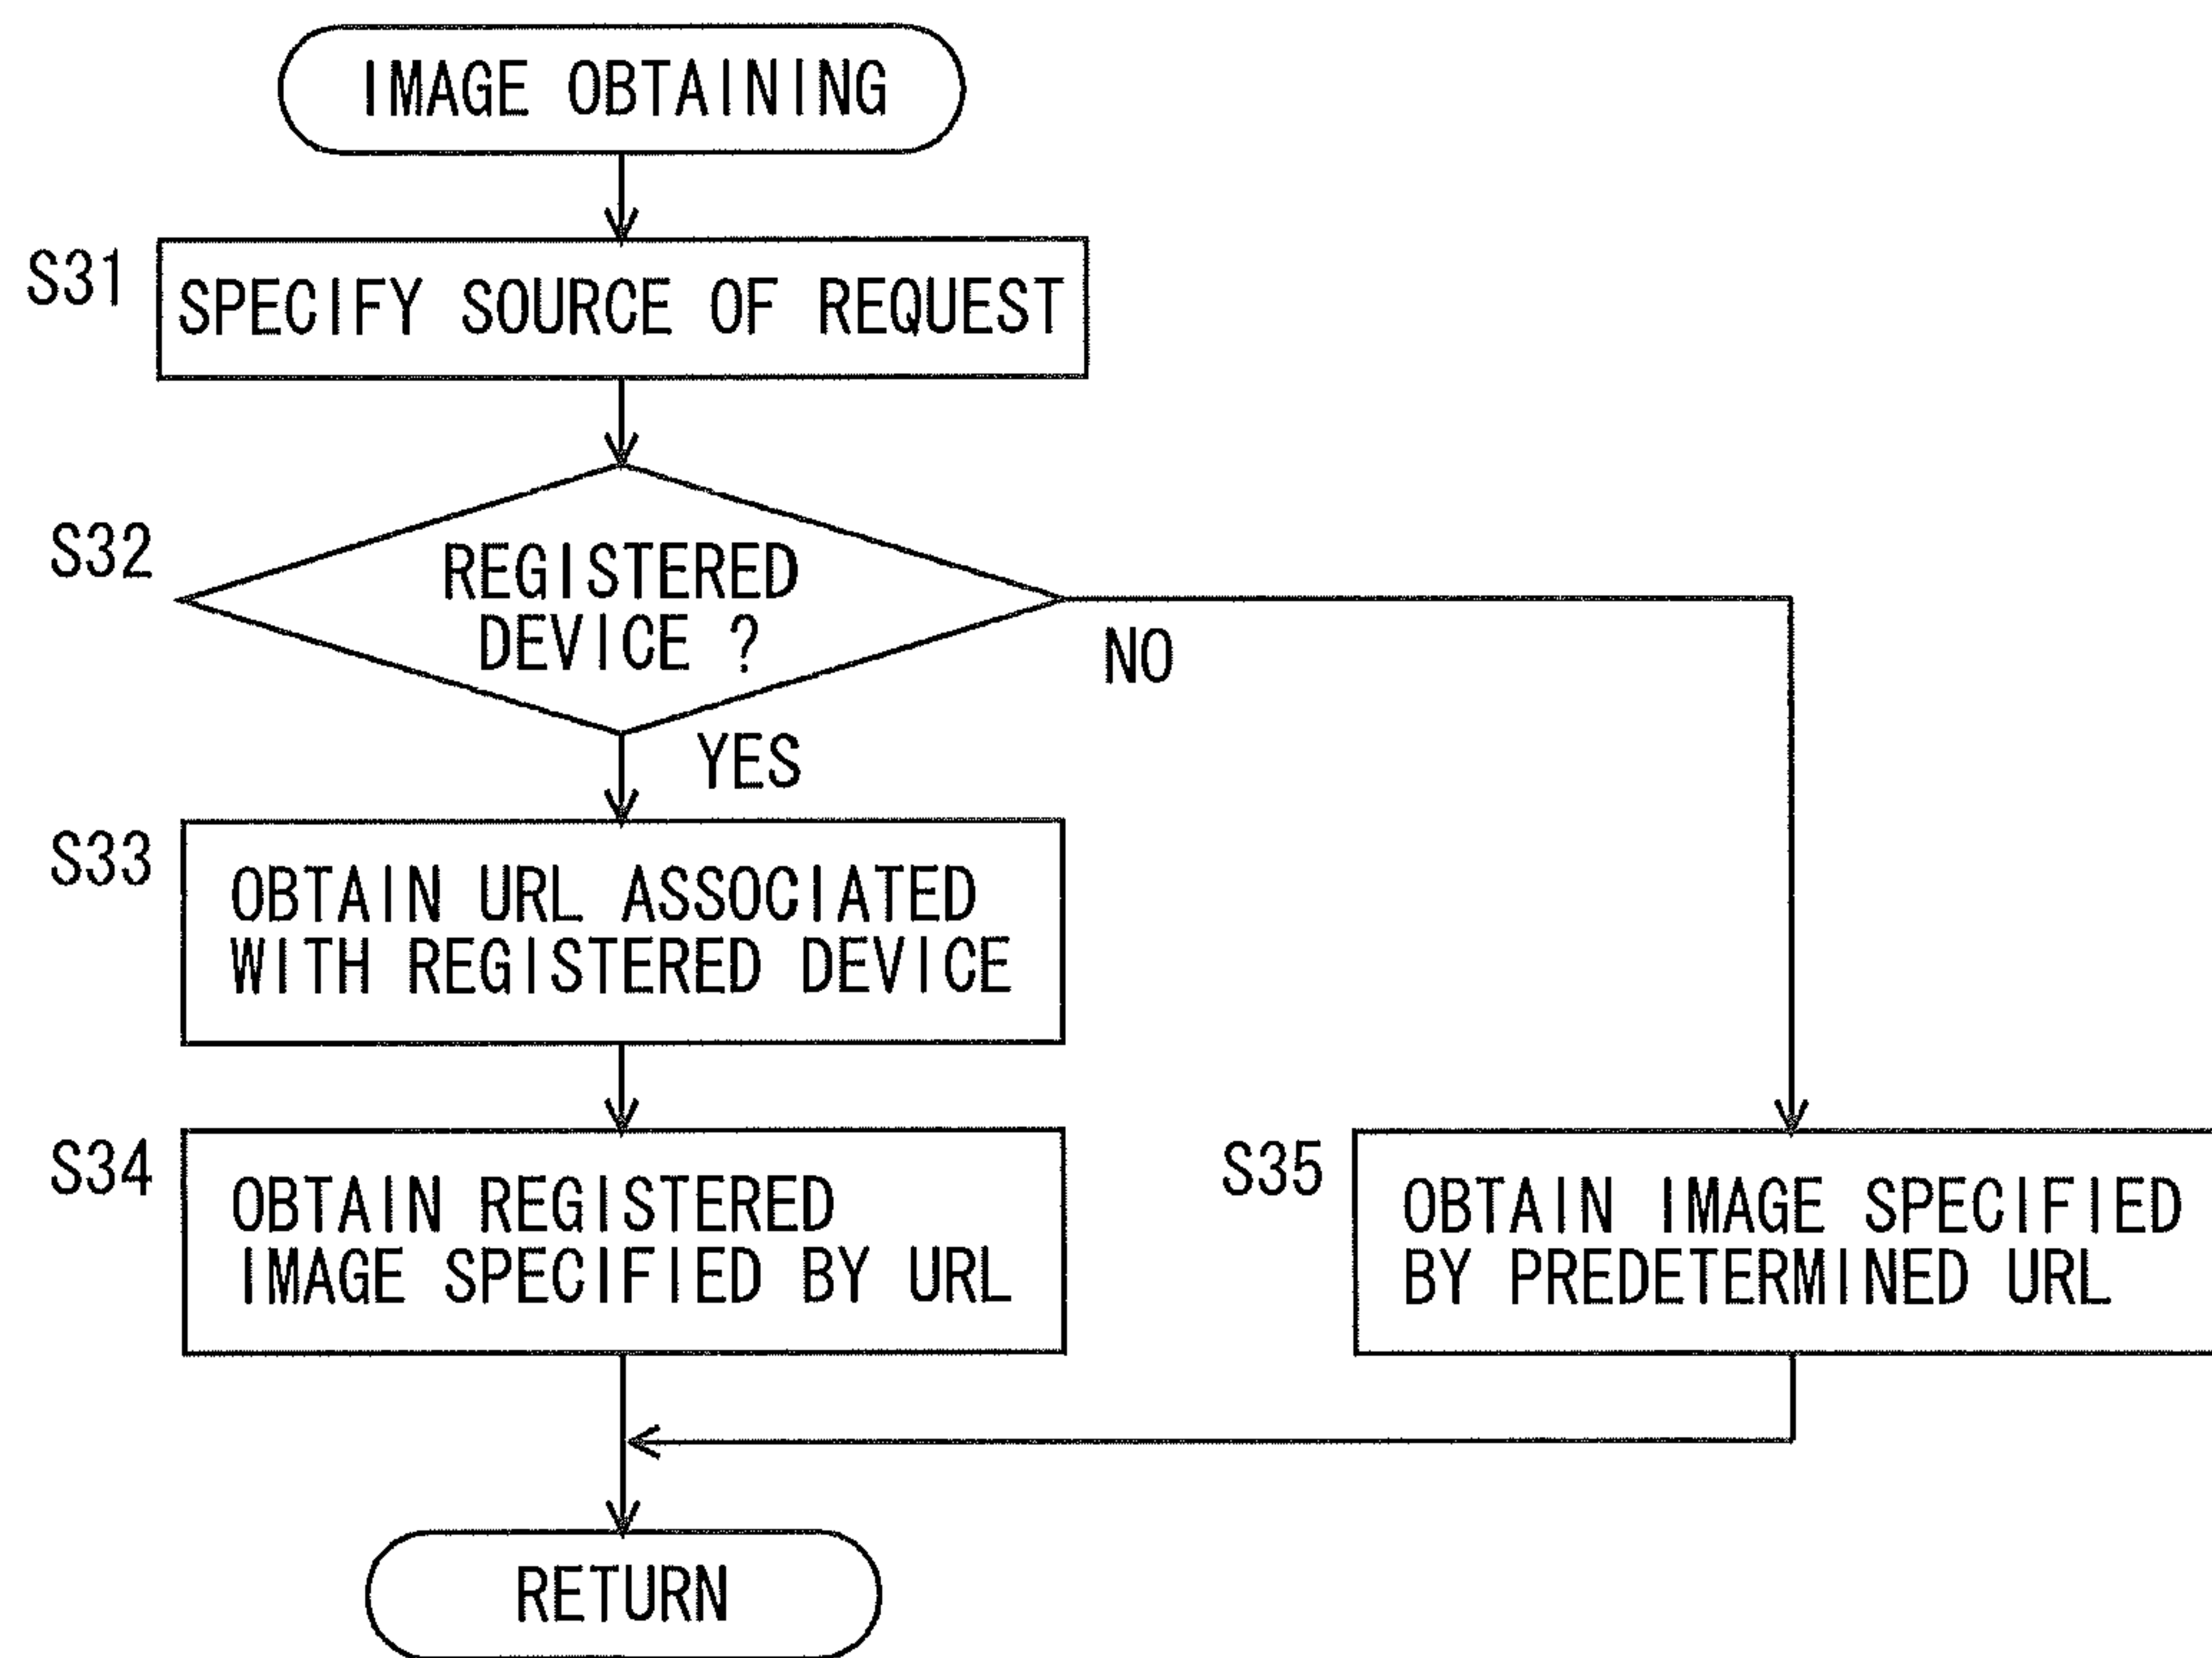 IMAGE OBTAINING
S31
SPECIFY SOURCE OF REQUEST
S32
REGISTERED
DEVICE ?
NO
YES
S33
OBTAIN URL ASSOCIATED
WITH REGISTERED DEVICE
S34
OBTAIN REGISTERED
IMAGE SPECIFIED BY URL
S35
OBTAIN IMAGE SPECIFIED
BY PREDETERMINED URL
RETURN